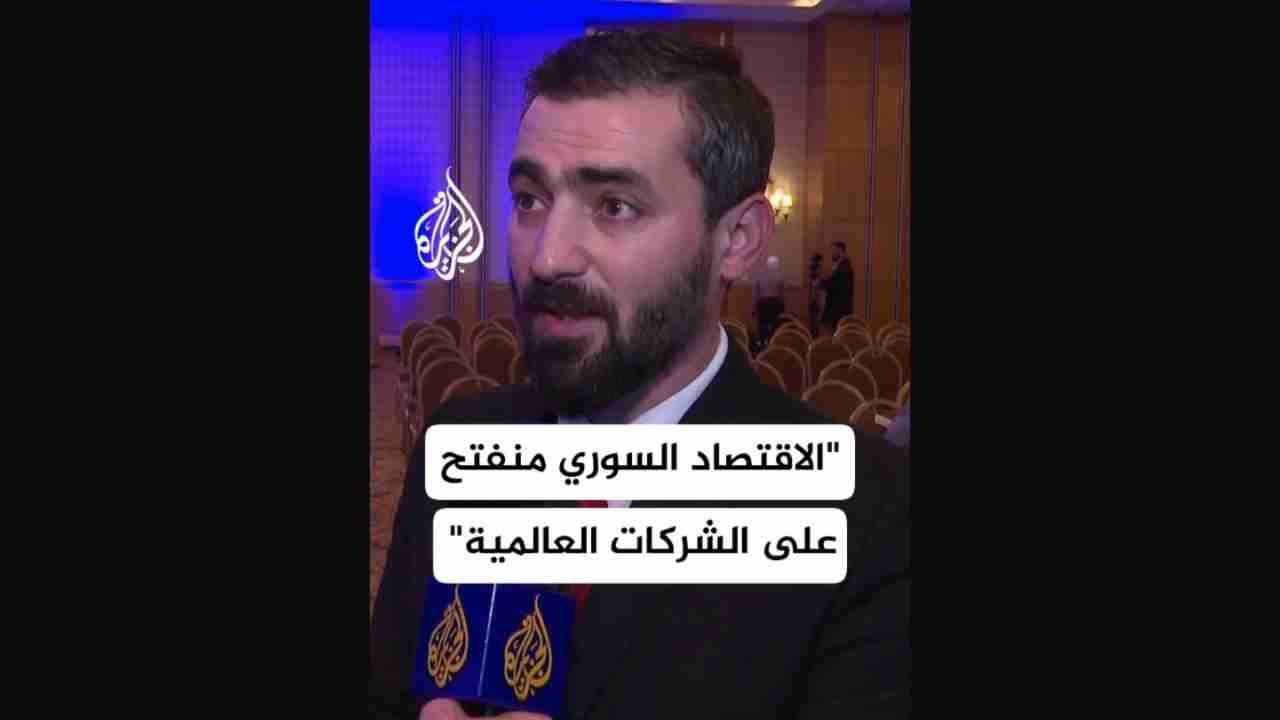 الجزيرة
"الاقتصاد السوري منفتح
على الشركات العالمية"
الجزيرة
الجزيرة